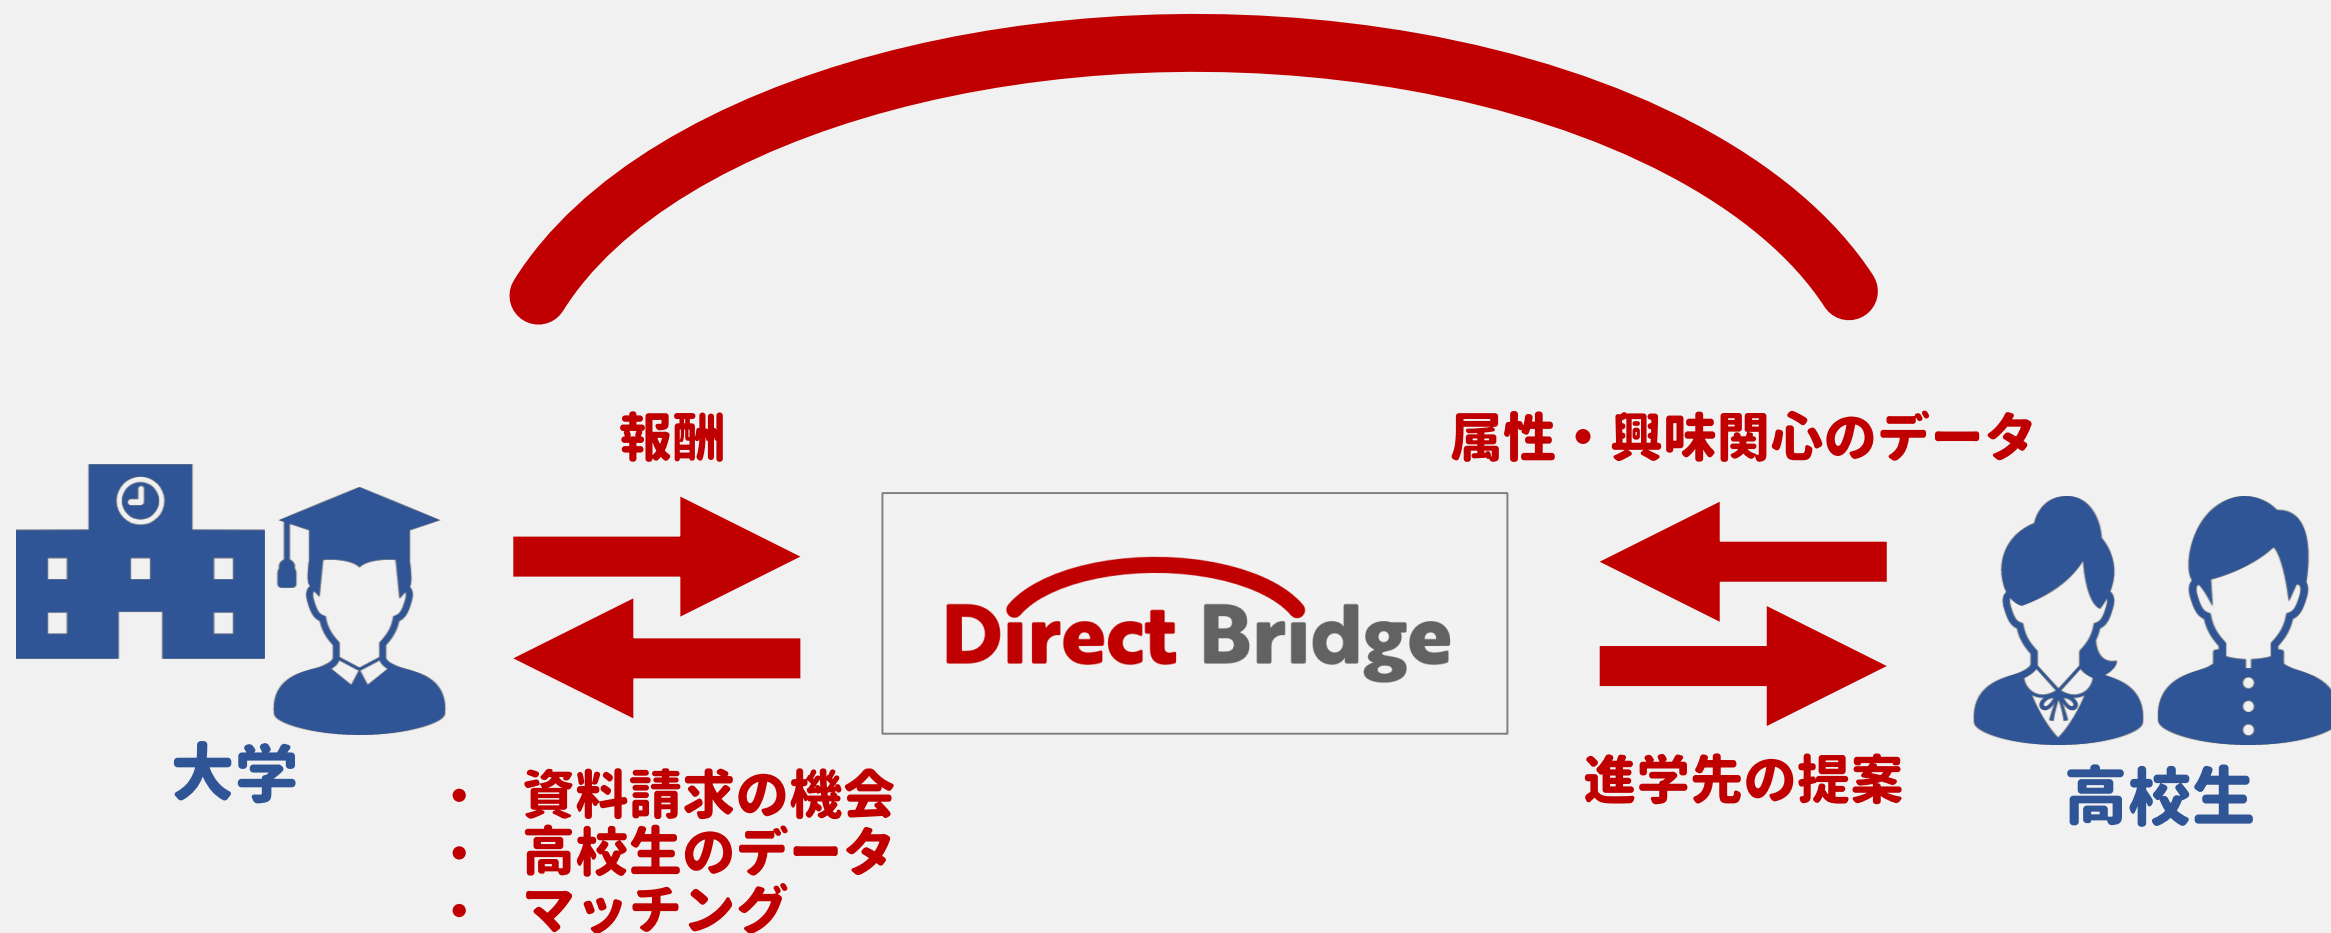 報酬
属性・興味関心のデータ
Direct Bridge
大学
進学先の提案
高校生
・ 資料請求の機会
・ 高校生のデータ
・ マッチング